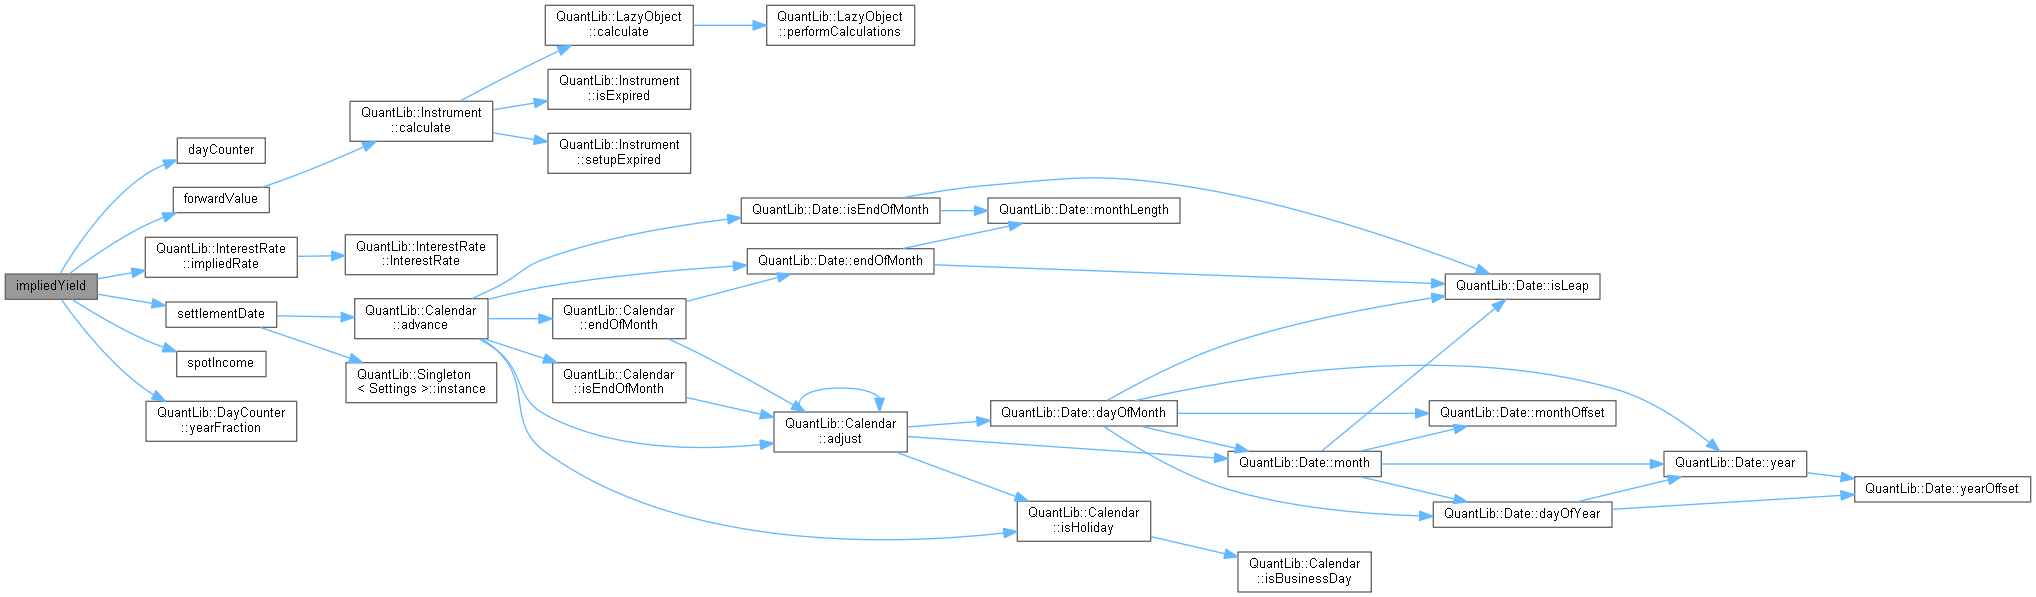 impliedYield
dayCounter
forwardValue
QuantLib::InterestRate
::impliedRate
settlementDate
spotIncome
QuantLib::DayCounter
::yearFraction
QuantLib::Instrument
::calculate
QuantLib::InterestRate
::InterestRate
QuantLib::Calendar
::advance
QuantLib::Singleton
< Settings >::instance
QuantLib::LazyObject
::calculate
QuantLib::Instrument
::isExpired
QuantLib::Instrument
::setupExpired
QuantLib::LazyObject
::performCalculations
QuantLib::Calendar
::endOfMonth
QuantLib::Calendar
::isEndOfMonth
QuantLib::Date::isEndOfMonth
QuantLib::Date::endOfMonth
QuantLib::Calendar
::adjust
QuantLib::Date::monthLength
QuantLib::Date::dayOfMonth
QuantLib::Calendar
::isHoliday
QuantLib::Date::month
QuantLib::Calendar
::isBusinessDay
QuantLib::Date::isLeap
QuantLib::Date::monthOffset
QuantLib::Date::dayOfYear
QuantLib::Date::year
QuantLib::Date::yearOffset